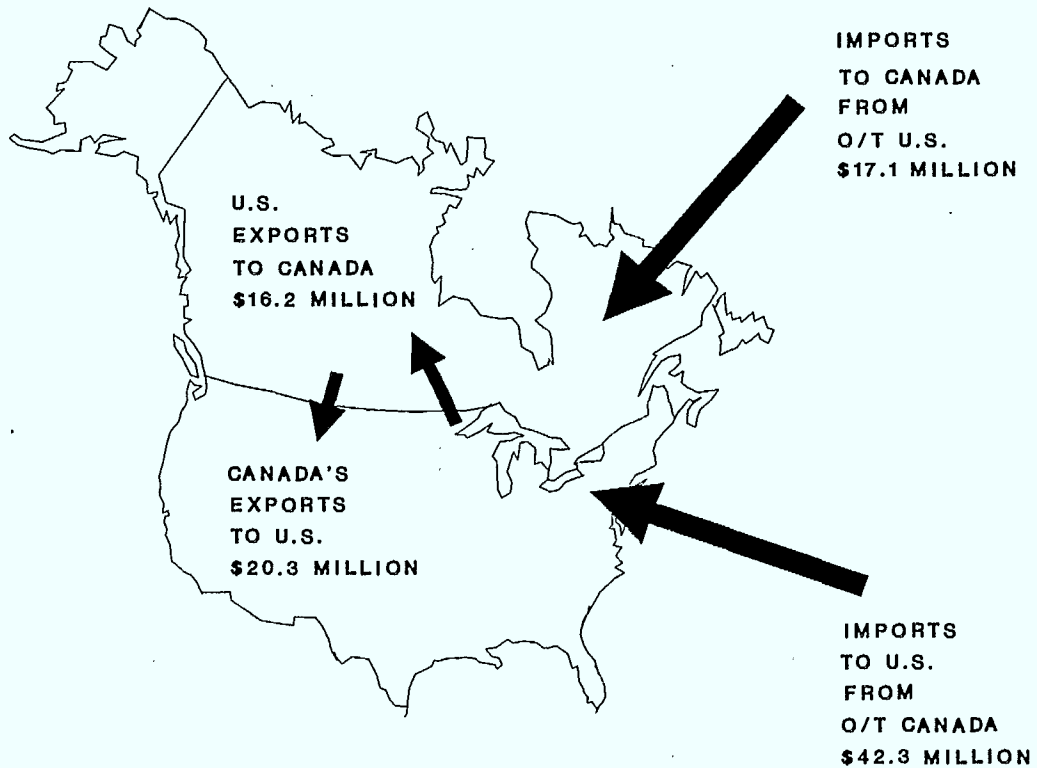 IMPORTS
TO CANADA
FROM
O/T U.S.
$17.1 MILLION
U.S.
EXPORTS
TO CANADA
$16.2 MILLION
CANADA'S
EXPORTS
TO U.S.
$20.3 MILLION
IMPORTS
TO U.S.
FROM
O/T CANADA
$42.3 MILLION